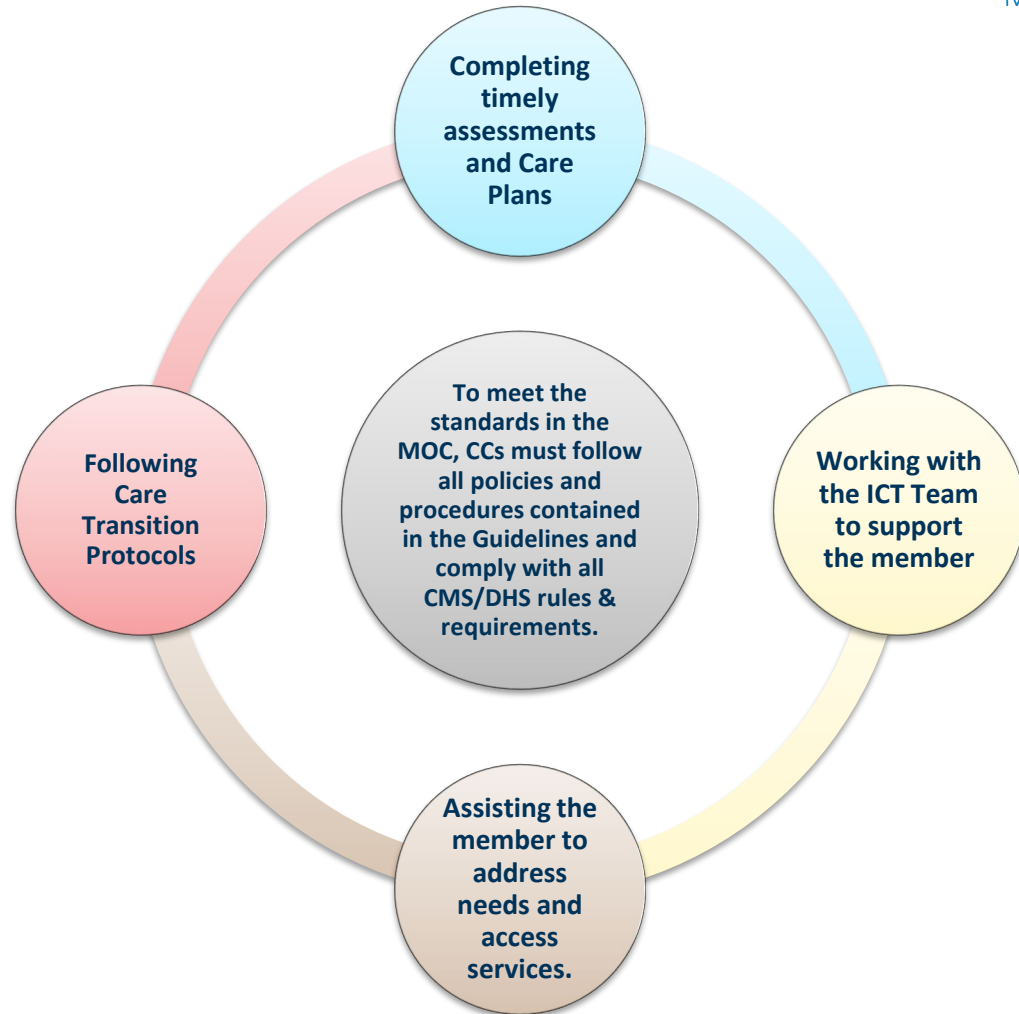 Completing
timely
assessments
and Care
Plans
To meet the
standards in the
MOC, CCs must follow
all policies and
procedures contained
in the Guidelines and
comply with all
CMS/DHS rules &
requirements.
Following
Care
Transition
Protocols
Working with
the ICT Team
to support
the member
Assisting the
member to
address
needs and
access
services.